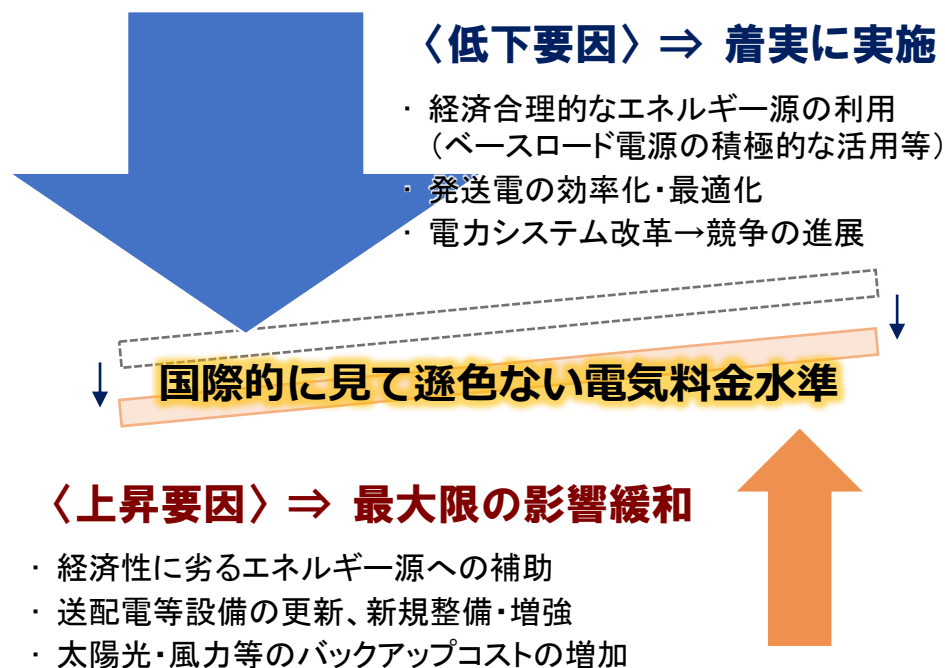 〈低下要因〉⇒ 着実に実施
・ 経済合理的なエネルギー源の利用
（ベースロード電源の積極的な活用等）
・ 発送電の効率化・最適化
・ 電力システム改革→競争の進展
国際的に見て遜色ない電気料金水準
〈上昇要因〉⇒ 最大限の影響緩和
・ 経済性に劣るエネルギー源への補助
・ 送配電等設備の更新、新規整備・増強
・ 太陽光・風力等のバックアップコストの増加